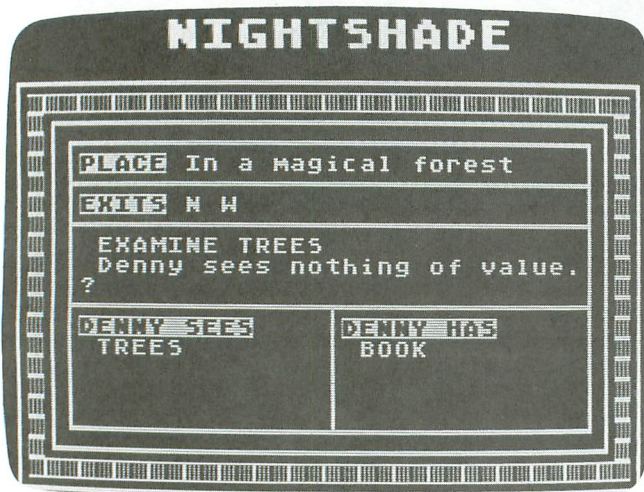 NIGHTSHADE
PLACE In a magical forest
EXITS N W
EXAMINE TREES
Denny sees nothing of value.
?
DENNY SEES
TREES
DENNY HAS
BOOK